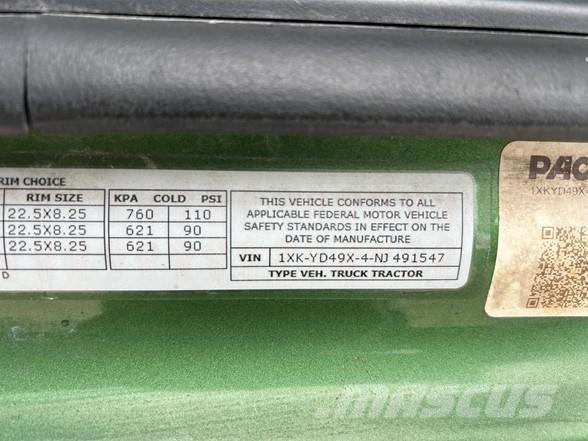 RIM CHOICE
RIM SIZE KPA COLD PSI
22.5X8.25 760 110
22.5X8.25 621 90
22.5X8.25 621 90
D
THIS VEHICLE CONFORMS TO ALL
APPLICABLE FEDERAL MOTOR VEHICLE
SAFETY STANDARDS IN EFFECT ON THE
DATE OF MANUFACTURE
VIN 1XK-YD49X-4-NJ 491547
TYPE VEH. TRUCK TRACTOR
PAC
1XKYD49X
MASCUS